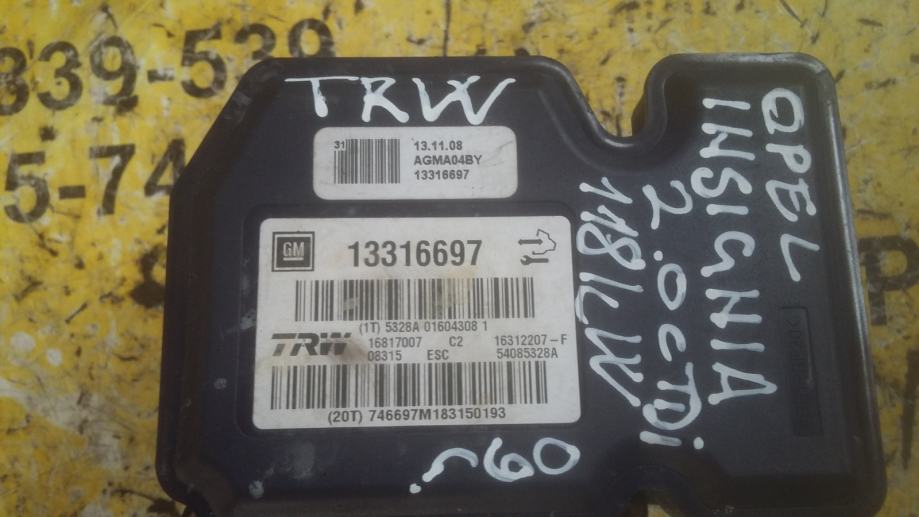 839-539
5-74
TRW
31
13.11.08
AGMA04BY
13316697
GM
13316697
(1T) 5328A 01604308 1
TRW
16817007 C2 16312207-F
08315 ESC 54085328A
(20T) 746697M183150193
OPEL
INSIGNIA
2.0CTDi
118KW
09